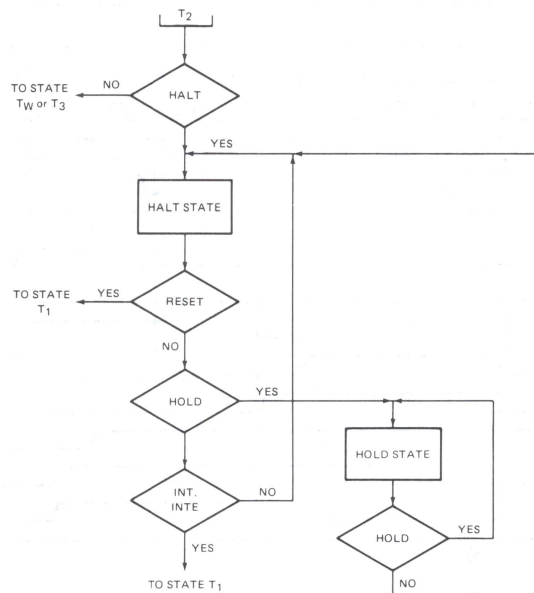 T2
HALT
NO
TO STATE
TW or T3
YES
HALT STATE
RESET
YES
TO STATE
T1
NO
HOLD
YES
HOLD STATE
INT.
INTE
NO
HOLD
YES
YES
NO
TO STATE T1